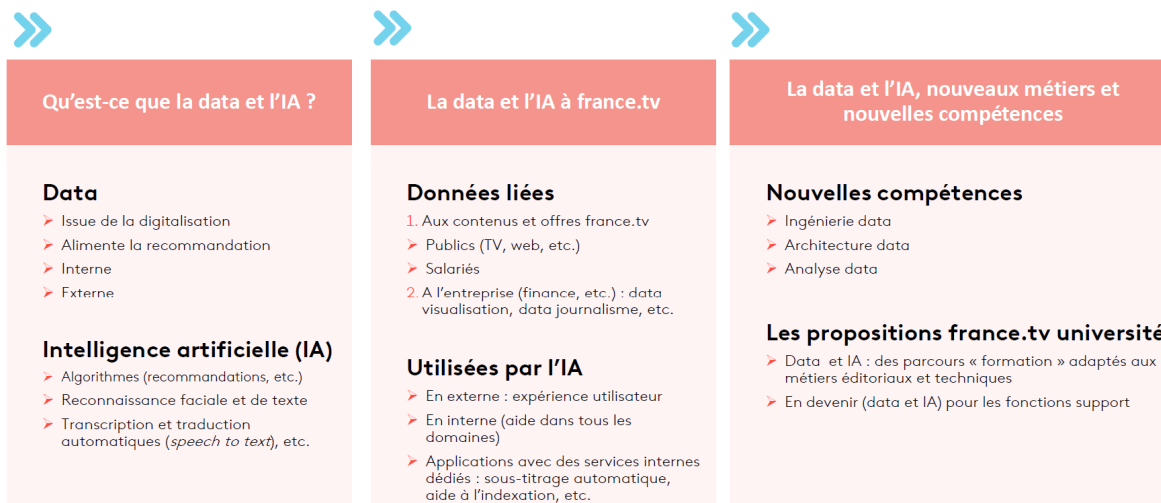 Qu'est-ce que la data et l'IA ?
Data
➢ Issue de la digitalisation
➢ Alimente la recommandation
➢ Interne
➢ Externe
Intelligence artificielle (IA)
➢ Algorithmes (recommandations, etc.)
➢ Reconnaissance faciale et de texte
➢ Transcription et traduction
automatiques (speech to text), etc.
La data et l'IA à france.tv
Données liées
1. Aux contenus et offres france.tv
➢ Publics (TV, web, etc.)
➢ Salariés
2. A l'entreprise (finance, etc.) : data
visualisation, data journalisme, etc.
Utilisées par l'IA
➢ En externe : expérience utilisateur
➢ En interne (aide dans tous les
domaines)
➢ Applications avec des services internes
dédiés : sous-titrage automatique,
aide à l'indexation, etc.
La data et l'IA, nouveaux métiers et
nouvelles compétences
Nouvelles compétences
➢ Ingénierie data
➢ Architecture data
➢ Analyse data
Les propositions france.tv université
➢ Data et IA : des parcours « formation » adaptés aux
métiers éditoriaux et techniques
➢ En devenir (data et IA) pour les fonctions support